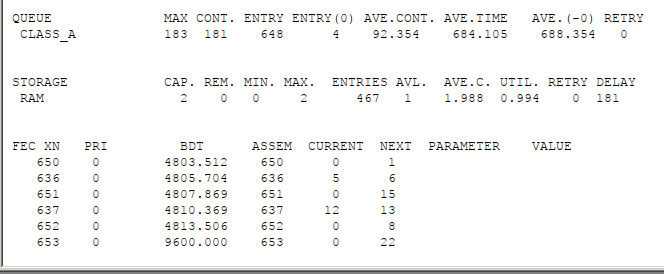 QUEUE MAX CONT. ENTRY ENTRY(0) AVE.CONT. AVE.TIME AVE.(-0) RETRY
CLASS_A 183 181 648 4 92.354 684.105 688.354 0
STORAGE CAP. REM. MIN. MAX. ENTRIES AVL. AVE.C. UTIL. RETRY DELAY
RAM 2 0 0 2 467 1 1.988 0.994 0 181
FEC XN PRI BDT ASSEM CURRENT NEXT PARAMETER VALUE
650 0 4803.512 650 0 1
636 0 4805.704 636 5 6
651 0 4807.869 651 0 15
637 0 4810.369 637 12 13
652 0 4813.506 652 0 8
653 0 9600.000 653 0 22